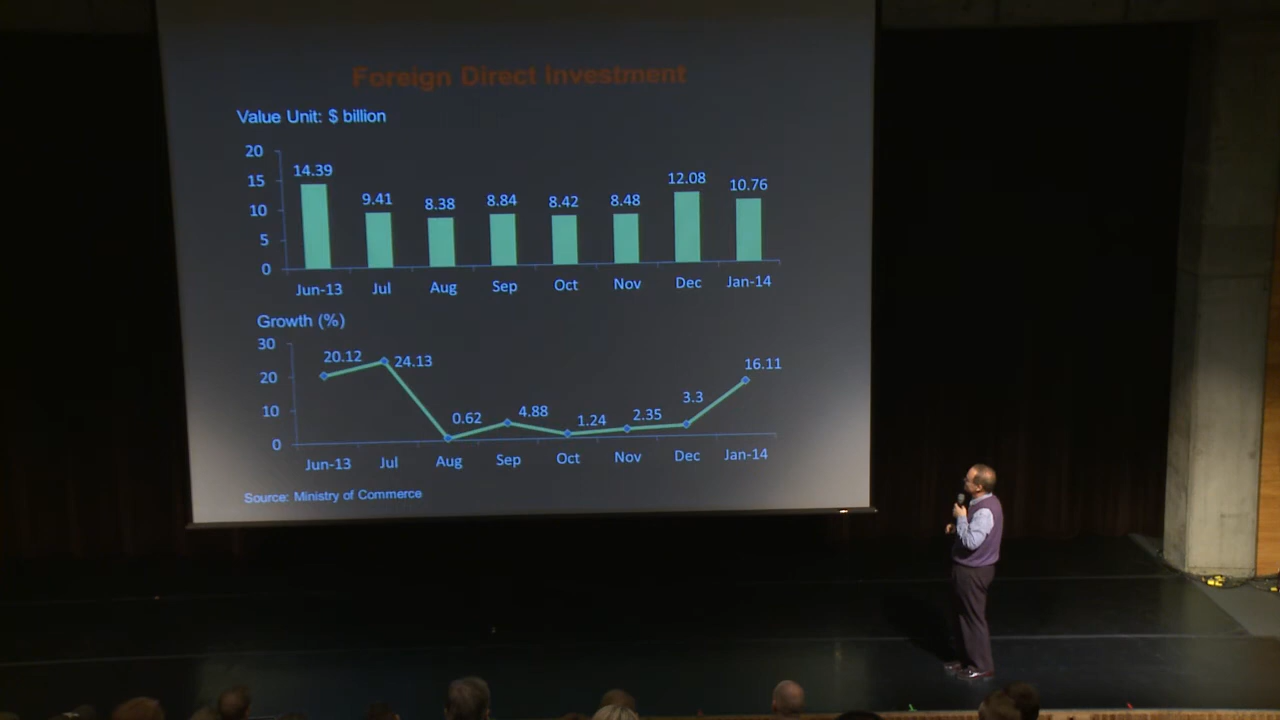 Foreign Direct Investment
Value Unit: $ billion
20
15
10
5
0
14.39 9.41 8.38 8.84 8.42 8.48 12.08 10.76
Jun-13 Jul Aug Sep Oct Nov Dec Jan-14
Growth (%)
30
20
10
0
20.12 24.13 0.62 4.88 1.24 2.35 3.3 16.11
Jun-13 Jul Aug Sep Oct Nov Dec Jan-14
Source: Ministry of Commerce